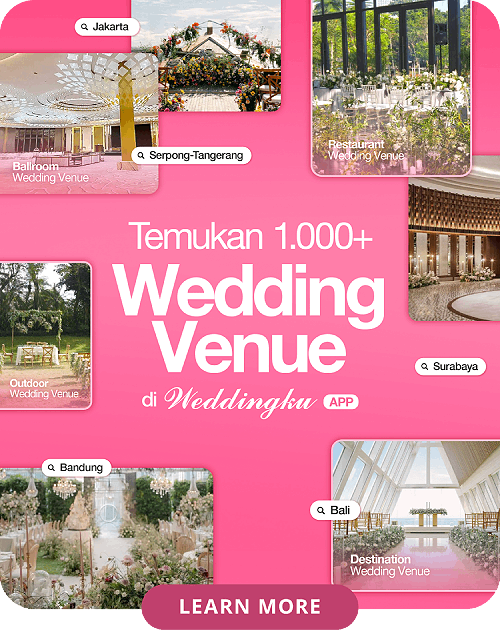 Jakarta
Restaurant
Wedding Venue
Serpong-Tangerang
Ballroom
Wedding Venue
Temukan 1.000+
Wedding
Venue
di Weddingku APP
Outdoor
Wedding Venue
Surabaya
Bandung
Bali
Destination
Wedding Venue
LEARN MORE